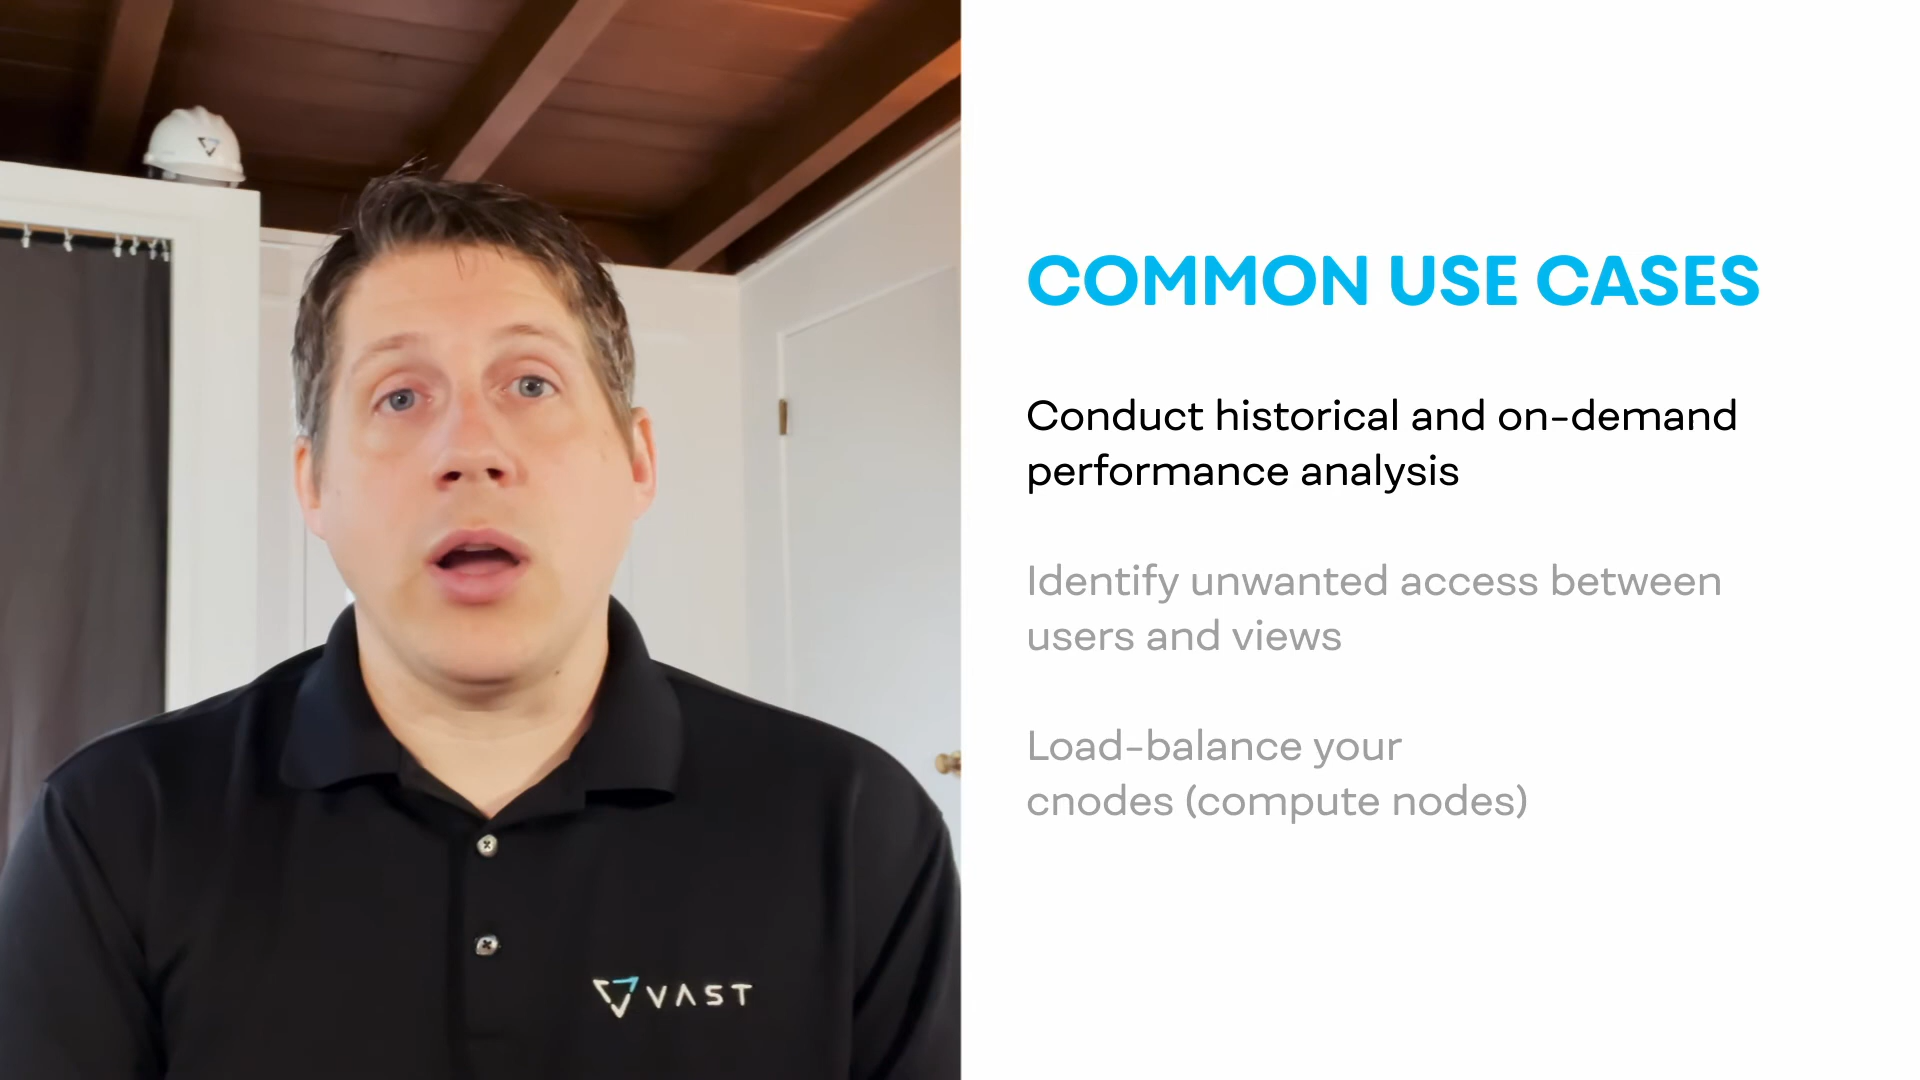 COMMON USE CASES
Conduct historical and on-demand
performance analysis
Identify unwanted access between
users and views
Load-balance your
cnodes (compute nodes)
VAST